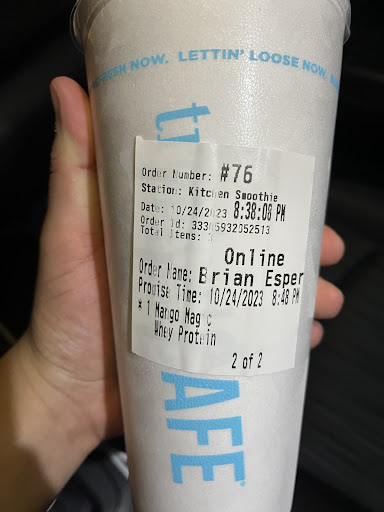 FRESH NOW. LETTIN' LOOSE NOW.
Order Number: #76
Station: Kitchen Smoothie
Date: 10/24/2023 8:38:08 PM
Order Id:
Total Items:
Online
Order Name: Brian Esper
Promise Time: 10/24/2023 8:48 PM
* 1 Mango Magic
Whey Protein
2 of 2
AFE